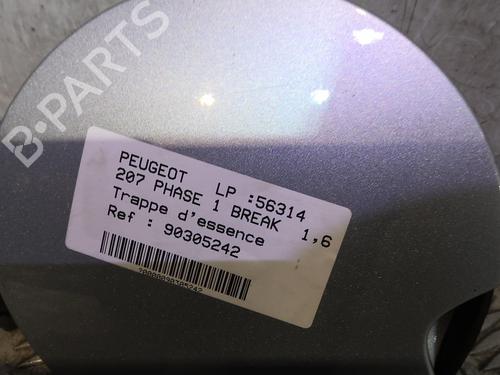 B-PARTS
PEUGEOT LP :56314
207 PHASE 1 BREAK 1,6
Trappe d'essence
Ref : 90305242